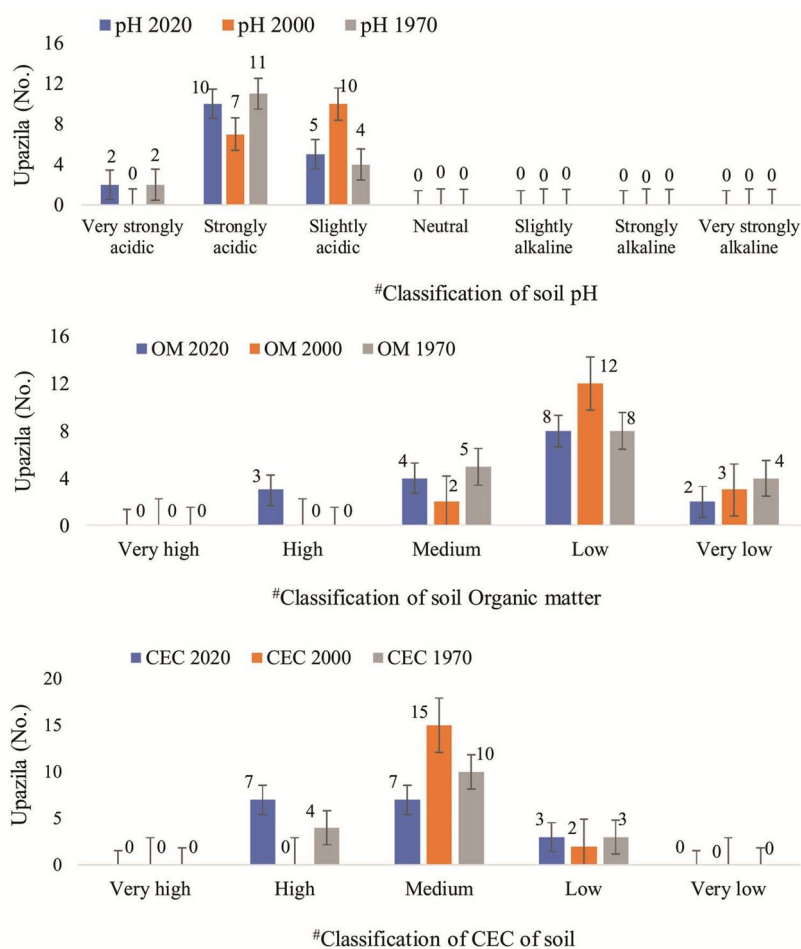 pH 2020 pH 2000 pH 1970
Upazila (No.)
16
12
8
4
0
2 0 2
10 7 11
5 10 4
0 0 0
0 0 0
0 0 0
0 0 0
Very strongly acidic
Strongly acidic
Slightly acidic
Neutral
Slightly alkaline
Strongly alkaline
Very strongly alkaline
#Classification of soil pH
OM 2020 OM 2000 OM 1970
Upazila (No.)
16
12
8
4
0
0 0 0
3 0 0
4 2 5
8 12 8
2 3 4
Very high High Medium Low Very low
#Classification of soil Organic matter
CEC 2020 CEC 2000 CEC 1970
Upazila (No.)
20
15
10
5
0
0 0 0
7 0 4
7 15 10
3 2 3
0 0 0
Very high High Medium Low Very low
#Classification of CEC of soil